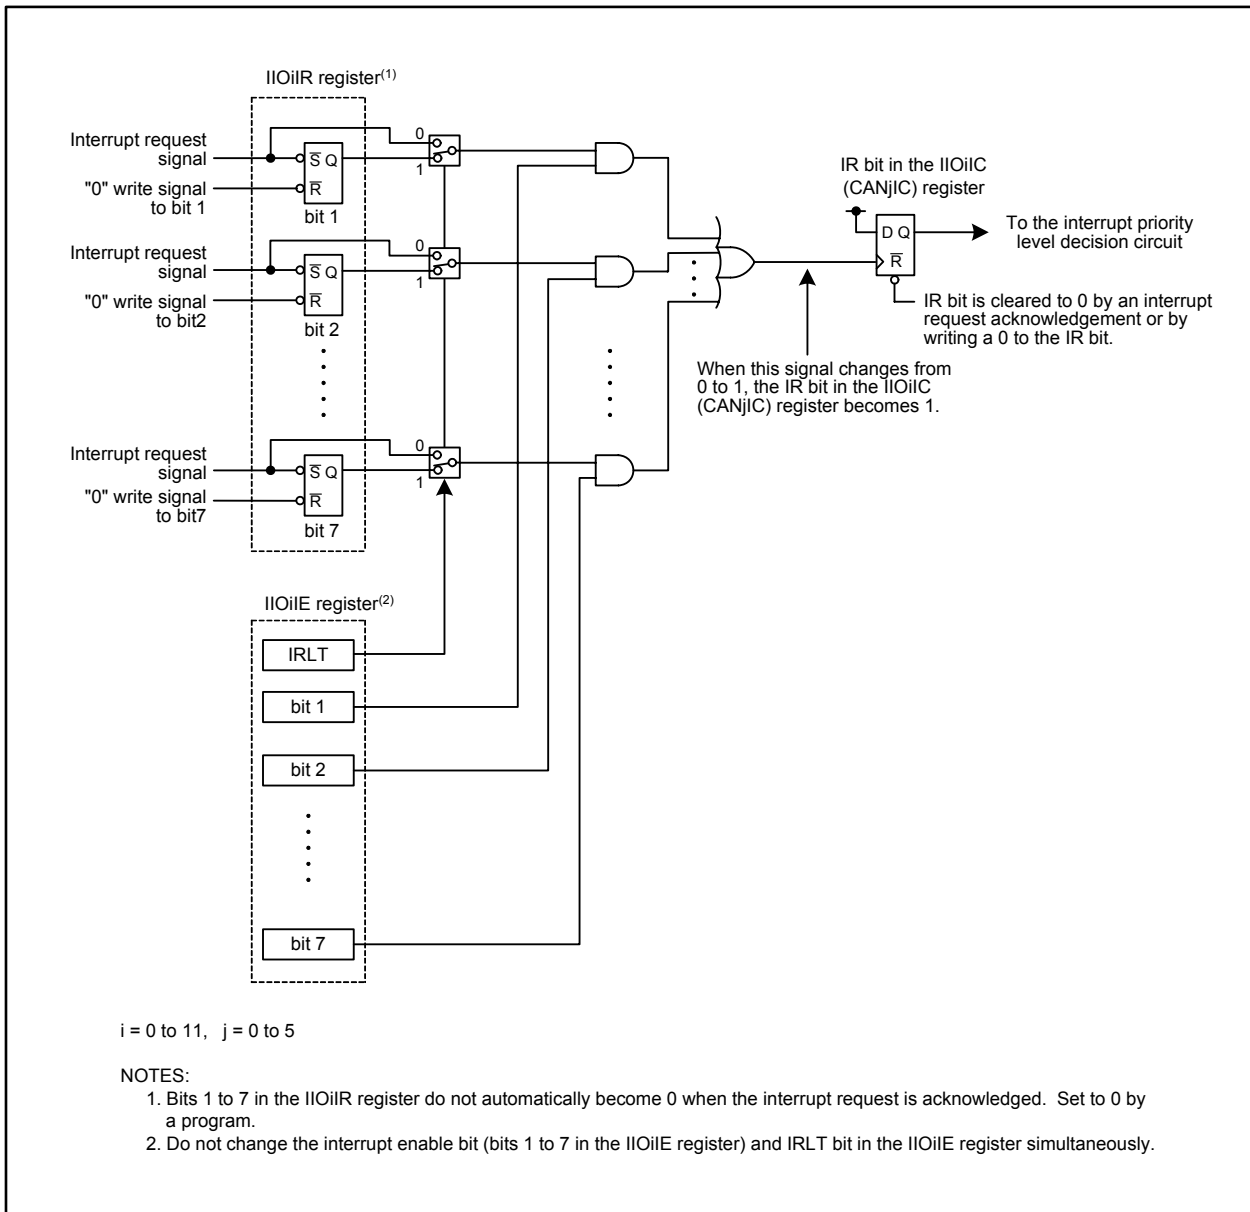 IIOiIR register(1)
Interrupt request
signal
"0" write signal
to bit 1
S Q
R
bit 1
0
1
Interrupt request
signal
"0" write signal
to bit2
S Q
R
bit 2
0
1
Interrupt request
signal
"0" write signal
to bit7
S Q
R
bit 7
0
1
IR bit in the IIOiIC
(CANjIC) register
D Q
R
To the interrupt priority
level decision circuit
IR bit is cleared to 0 by an interrupt
request acknowledgement or by
writing a 0 to the IR bit.
When this signal changes from
0 to 1, the IR bit in the IIOiIC
(CANjIC) register becomes 1.
IIOiIE register(2)
IRLT
bit 1
bit 2
bit 7
i = 0 to 11, j = 0 to 5
NOTES:
1. Bits 1 to 7 in the IIOiIR register do not automatically become 0 when the interrupt request is acknowledged. Set to 0 by
a program.
2. Do not change the interrupt enable bit (bits 1 to 7 in the IIOiIE register) and IRLT bit in the IIOiIE register simultaneously.